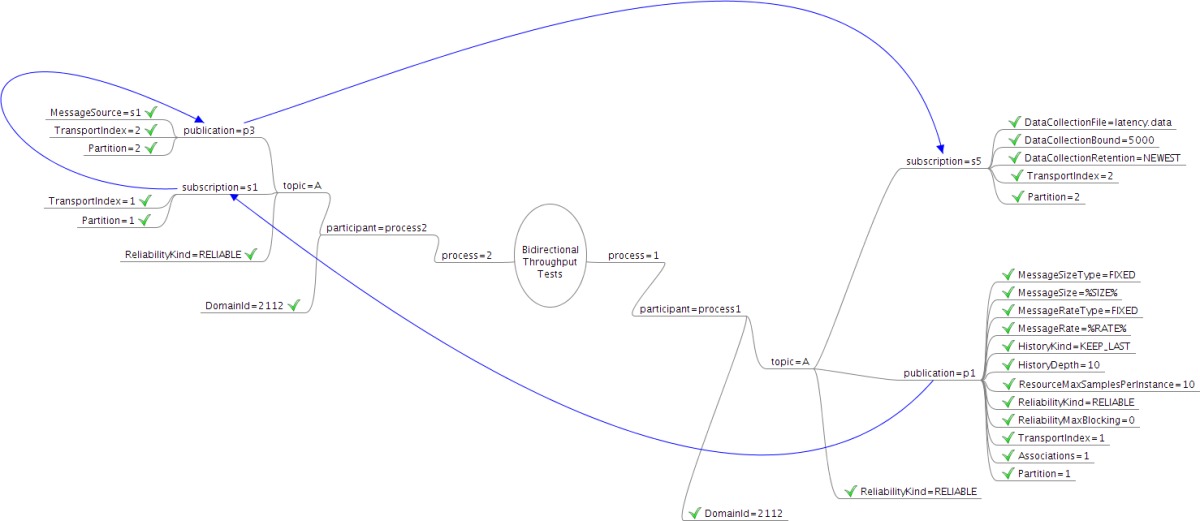 MessageSource=s1
TransportIndex=2
Partition=2
publication=p3
subscription=s1
TransportIndex=1
Partition=1
topic=A
ReliabilityKind=RELIABLE
participant=process2
DomainId=2112
process=2
Bidirectional
Throughput
Tests
process=1
participant=process1
topic=A
subscription=s5
DataCollectionFile=latency.data
DataCollectionBound=5000
DataCollectionRetention=NEWEST
TransportIndex=2
Partition=2
publication=p1
MessageSizeType=FIXED
MessageSize=%SIZE%
MessageRateType=FIXED
MessageRate=%RATE%
HistoryKind=KEEP_LAST
HistoryDepth=10
ResourceMaxSamplesPerInstance=10
ReliabilityKind=RELIABLE
ReliabilityMaxBlocking=0
TransportIndex=1
Associations=1
Partition=1
ReliabilityKind=RELIABLE
DomainId=2112